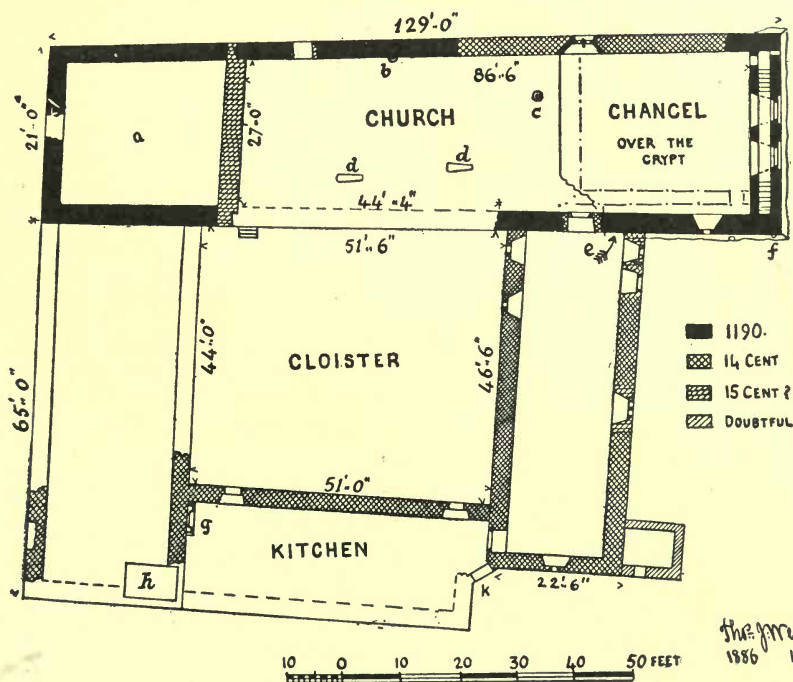 129'-0"
b
86'-6"
c
a
CHURCH
CHANCEL
OVER THE
CRYPT
21'-0"
27'-0"
d
d
44'-4"
51'-6"
e
f
65'-0"
44'-0"
CLOISTER
46'-6"
1190.
14 CENT
15 CENT ?
DOUBTFUL
51'-0"
g
KITCHEN
h
k
22'-6"
1886
10 0 10 20 30 40 50 FEET